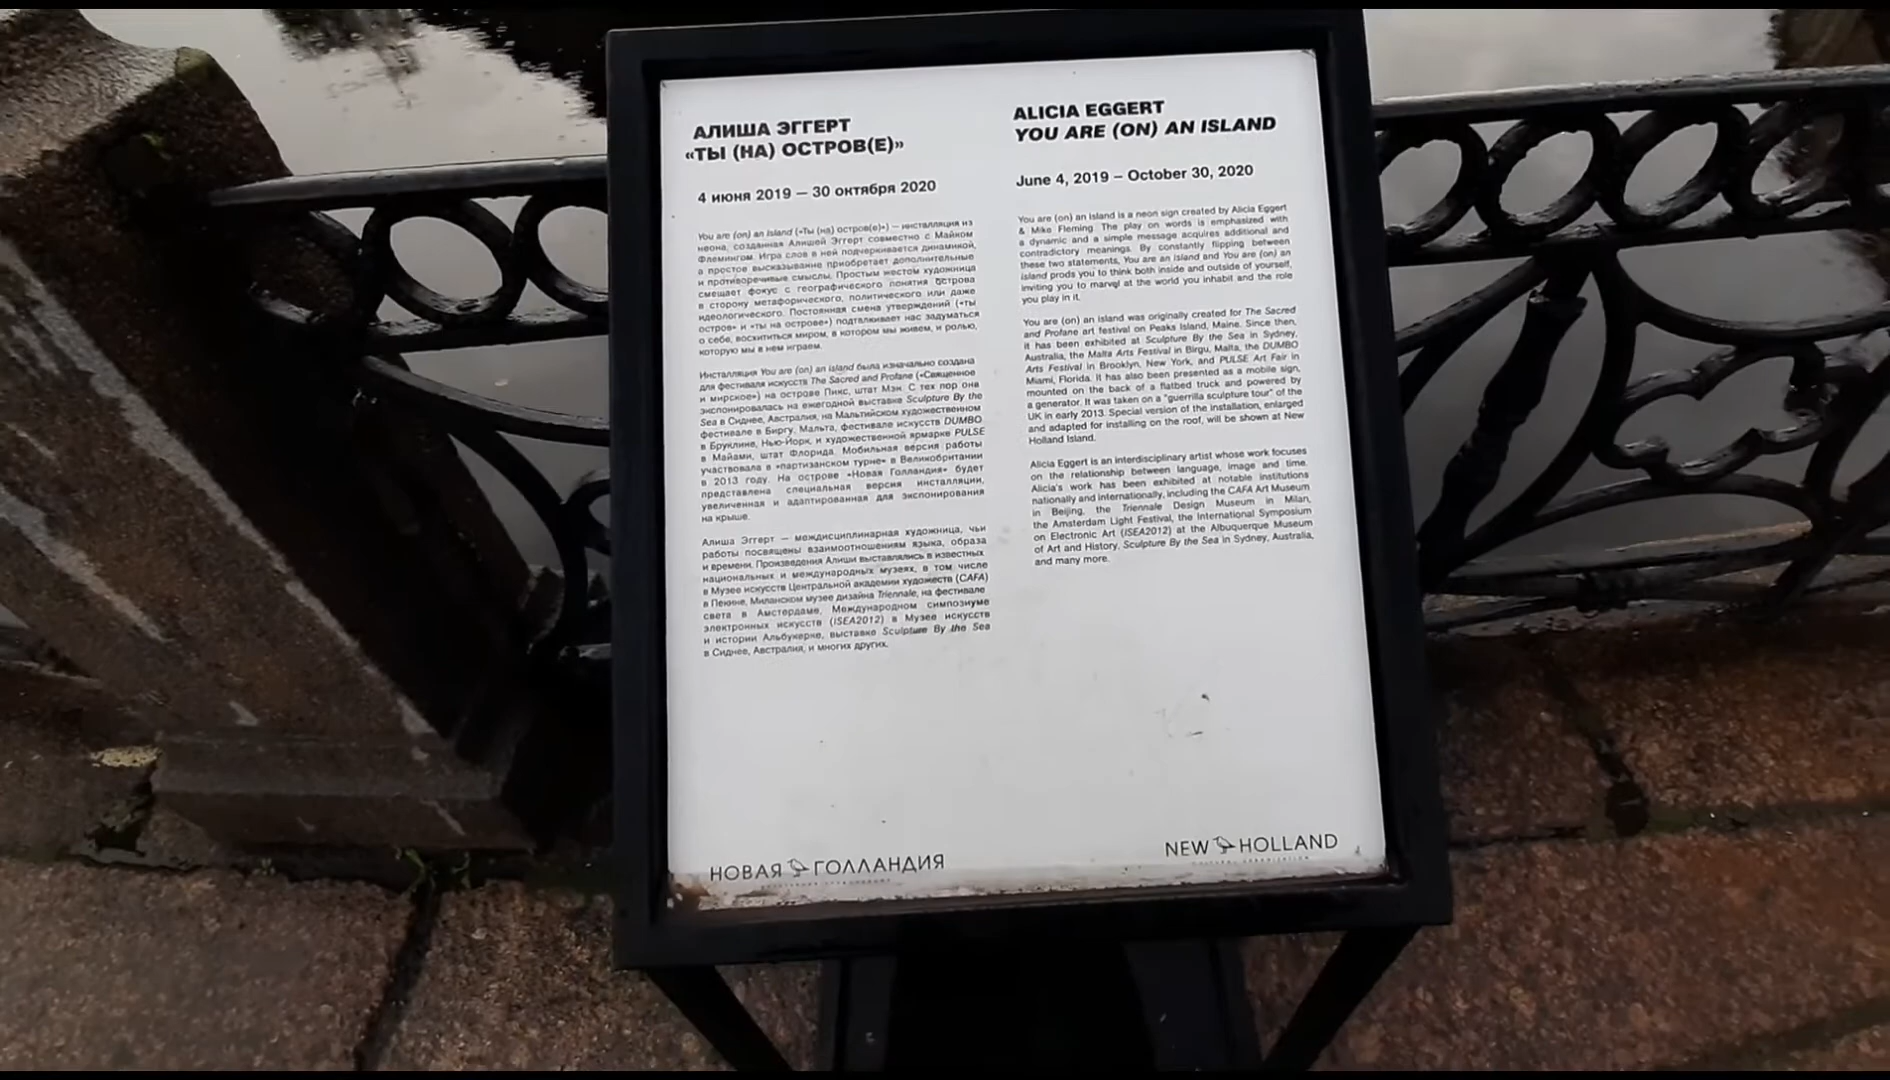 АЛИША ЭГГЕРТ
«ТЫ (НА) ОСТРОВ(Е)»
4 июня 2019 — 30 октября 2020
You are (on) an Island («Ты (на) остров(е)») — инсталляция из
неона, созданная Алишей Эггерт совместно с Майком
Флемингом. Игра слов в ней подчеркивается динамикой,
а простое высказывание приобретает дополнительные
и противоречивые смыслы. Простым жестом художница
смещает фокус с географического понятия острова
в сторону метафорического, политического или даже
идеологического. Постоянная смена утверждений («ты
остров» и «ты на острове») подталкивает нас задуматься
о себе, восхититься миром, в котором мы живем, и ролью,
которую мы в нем играем.
Инсталляция You are (on) an island была изначально создана
для фестиваля искусств The Sacred and Profane («Священное
и мирское») на острове Пикс, штат Мэн. С тех пор она
экспонировалась на ежегодной выставке Sculpture By the
Sea в Сиднее, Австралия, на Мальтийском художественном
фестивале в Биргу, Мальта, фестивале искусств DUMBO
в Бруклине, Нью-Йорк, и художественной ярмарке PULSE
в Майами, штат Флорида. Мобильная версия работы
участвовала в «партизанском турне» в Великобритании
в 2013 году. На острове «Новая Голландия» будет
представлена специальная версия инсталляции,
увеличенная и адаптированная для экспонирования
на крыше.
Алиша Эггерт — междисциплинарная художница, чьи
работы посвящены взаимоотношениям языка, образа
и времени. Произведения Алиши выставлялись в известных
национальных и международных музеях, в том числе
в Музее искусств Центральной академии художеств (CAFA)
в Пекине, Миланском музее дизайна Triennale, на фестивале
света в Амстердаме, Международном симпозиуме
электронных искусств (ISEA2012) в Музее искусств
и истории Альбукерке, выставке Sculpture By the Sea
в Сиднее, Австралия, и многих других.
НОВАЯ ГОЛЛАНДИЯ
ALICIA EGGERT
YOU ARE (ON) AN ISLAND
June 4, 2019 – October 30, 2020
You are (on) an island is a neon sign created by Alicia Eggert
& Mike Fleming. The play on words is emphasized with
a dynamic and a simple message acquires additional and
contradictory meanings. By constantly flipping between
these two statements, You are an island and You are (on) an
island prods you to think both inside and outside of yourself,
inviting you to marvel at the world you inhabit and the role
you play in it.
You are (on) an island was originally created for The Sacred
and Profane art festival on Peaks Island, Maine. Since then,
it has been exhibited at Sculpture By the Sea in Sydney,
Australia, the Malta Arts Festival in Birgu, Malta, the DUMBO
Arts Festival in Brooklyn, New York, and PULSE Art Fair in
Miami, Florida. It has also been presented as a mobile sign,
mounted on the back of a flatbed truck and powered by
a generator. It was taken on a "guerrilla sculpture tour" of the
UK in early 2013. Special version of the installation, enlarged
and adapted for installing on the roof, will be shown at New
Holland Island.
Alicia Eggert is an interdisciplinary artist whose work focuses
on the relationship between language, image and time.
Alicia's work has been exhibited at notable institutions
nationally and internationally, including the CAFA Art Museum
in Beijing, the Triennale Design Museum in Milan,
the Amsterdam Light Festival, the International Symposium
on Electronic Art (ISEA2012) at the Albuquerque Museum
of Art and History, Sculpture By the Sea in Sydney, Australia,
and many more.
NEW HOLLAND